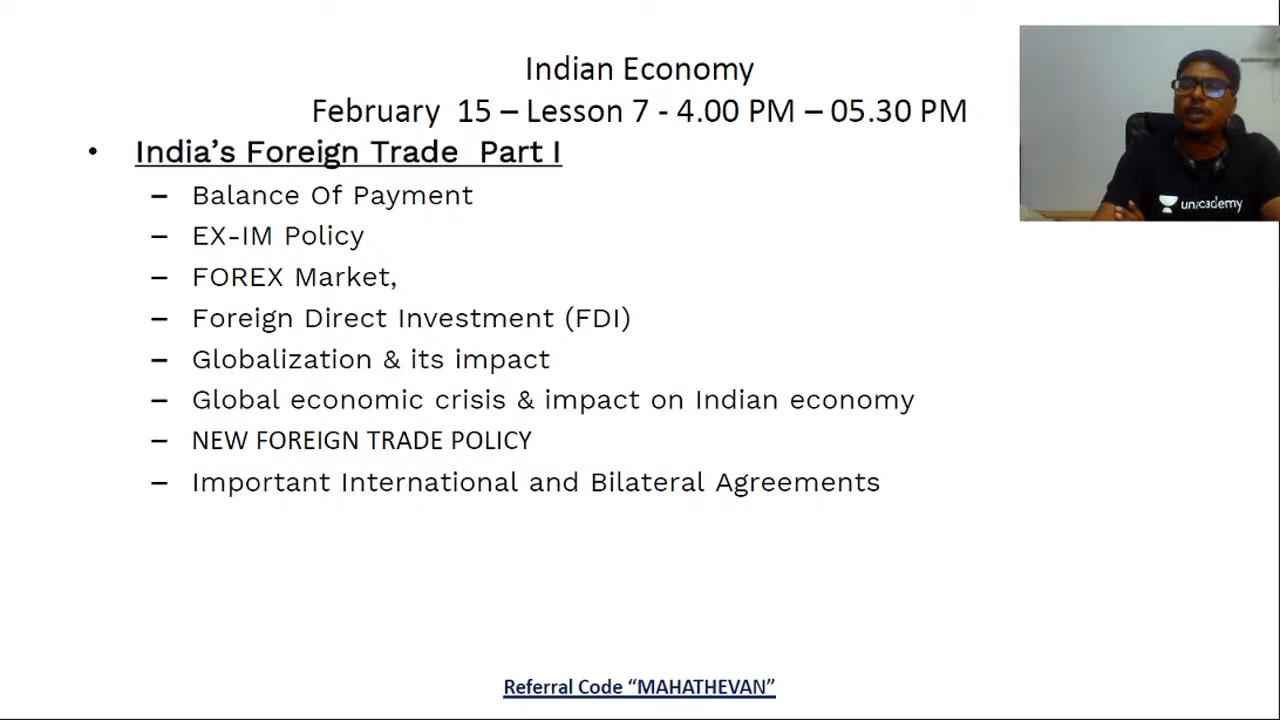 Indian Economy
February 15 – Lesson 7 - 4.00 PM – 05.30 PM
• India’s Foreign Trade Part I
– Balance Of Payment
– EX-IM Policy
– FOREX Market,
– Foreign Direct Investment (FDI)
– Globalization & its impact
– Global economic crisis & impact on Indian economy
– NEW FOREIGN TRADE POLICY
– Important International and Bilateral Agreements
unacademy
Referral Code “MAHATHEVAN”